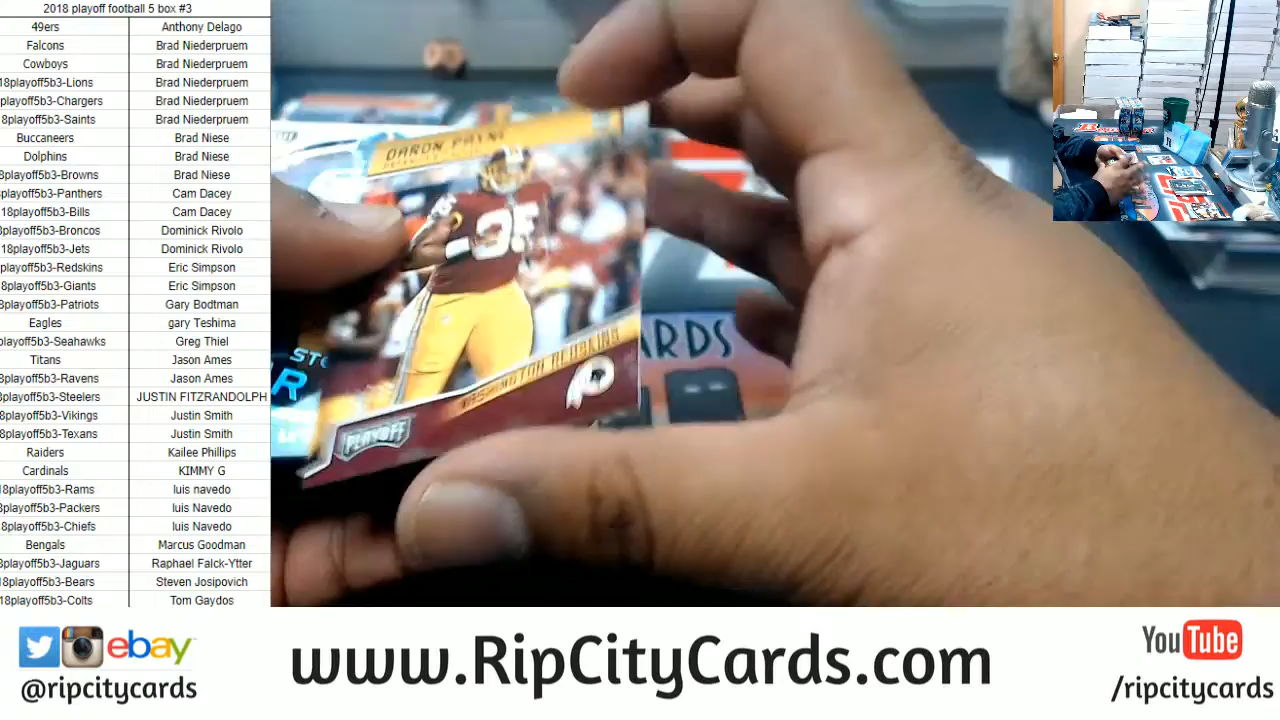 2018 playoff football 5 box #3
49ers Anthony Delago
Falcons Brad Niederpruem
Cowboys Brad Niederpruem
18playoff5b3-Lions Brad Niederpruem
playoff5b3-Chargers Brad Niederpruem
8playoff5b3-Saints Brad Niederpruem
Buccaneers Brad Niese
Dolphins Brad Niese
8playoff5b3-Browns Brad Niese
playoff5b3-Panthers Cam Dacey
18playoff5b3-Bills Cam Dacey
playoff5b3-Broncos Dominick Rivolo
18playoff5b3-Jets Dominick Rivolo
playoff5b3-Redskins Eric Simpson
8playoff5b3-Giants Eric Simpson
8playoff5b3-Patriots Gary Bodtman
Eagles gary Teshima
playoff5b3-Seahawks Greg Thiel
Titans Jason Ames
8playoff5b3-Ravens Jason Ames
8playoff5b3-Steelers JUSTIN FITZRANDOLPH
8playoff5b3-Vikings Justin Smith
8playoff5b3-Texans Justin Smith
Raiders Kailee Phillips
Cardinals KIMMY G
18playoff5b3-Rams luis navedo
8playoff5b3-Packers luis Navedo
8playoff5b3-Chiefs luis Navedo
Bengals Marcus Goodman
8playoff5b3-Jaguars Raphael Falck-Ytter
18playoff5b3-Bears Steven Josipovich
18playoff5b3-Colts Tom Gaydos
DARON PAYNE
WASHINGTON REDSKINS
PLAYOFF
ARDS
ST
R
ebay
@ripcitycards
www.RipCityCards.com
YouTube
/ripcitycards